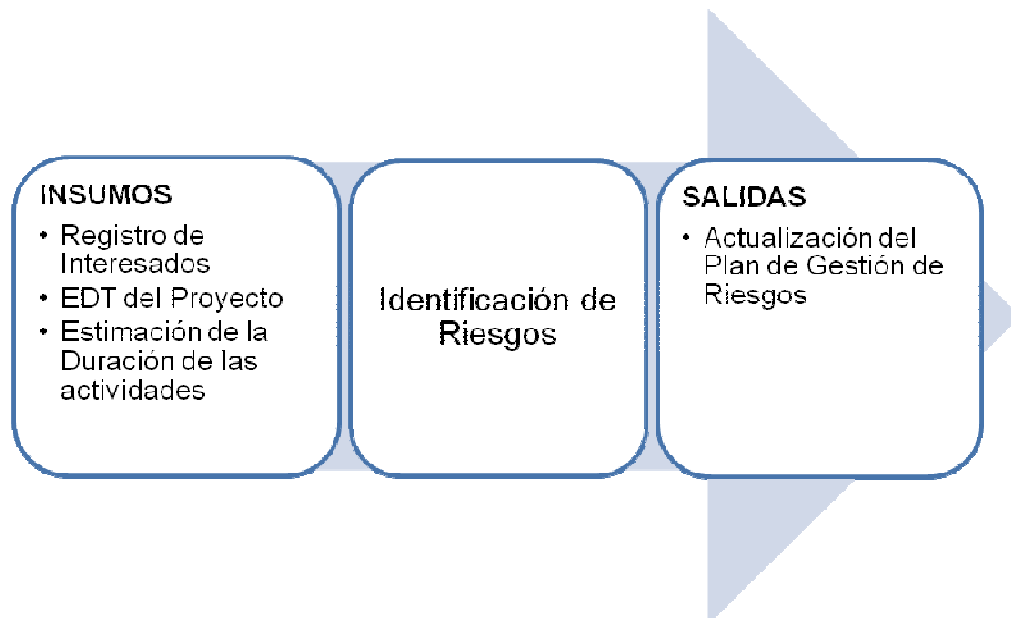 INSUMOS
• Registro de
Interesados
• EDT del Proyecto
• Estimación de la
Duración de las
actividades
Identificación de
Riesgos
SALIDAS
• Actualización del
Plan de Gestión de
Riesgos